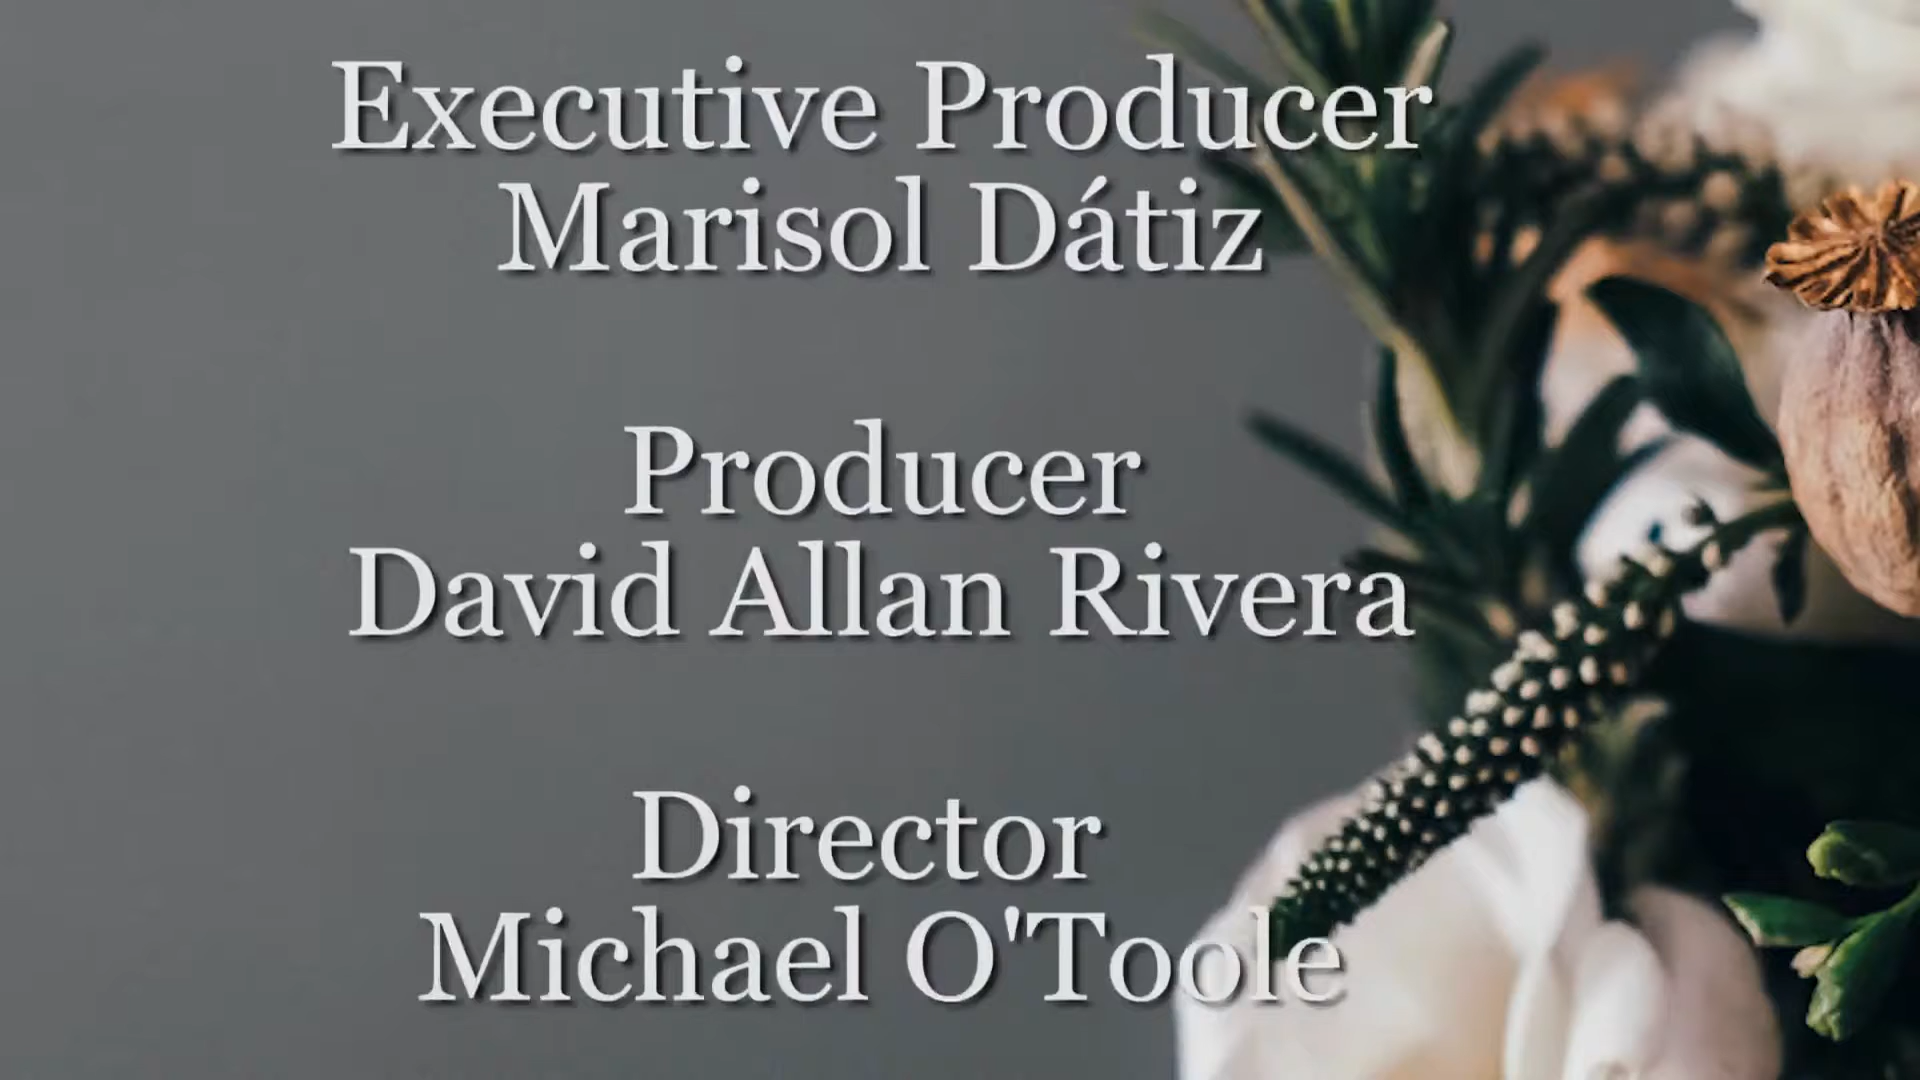 Executive Producer
Marisol Dátiz
Producer
David Allan Rivera
Director
Michael O'Toole